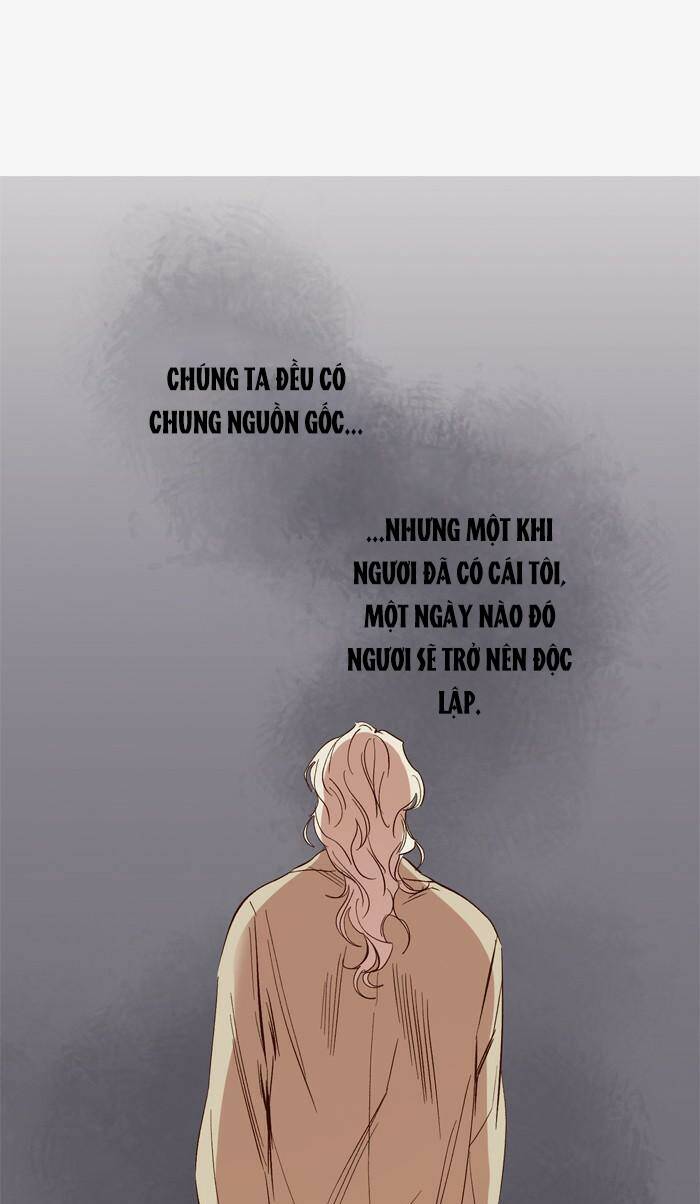 CHÚNG TA ĐỀU CÓ
CHUNG NGUỒN GỐC...
...NHƯNG MỘT KHI
NGƯƠI ĐÃ CÓ CÁI TÔI,
MỘT NGÀY NÀO ĐÓ
NGƯƠI SẼ TRỞ NÊN ĐỘC
LẬP.